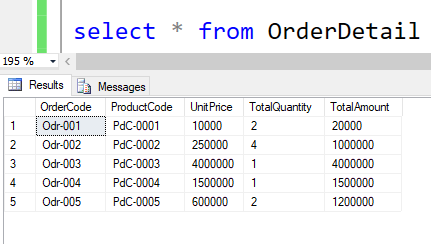 select * from OrderDetail
195 %
Results Messages
OrderCode ProductCode UnitPrice TotalQuantity TotalAmount
1 Odr-001 PdC-0001 10000 2 20000
2 Odr-002 PdC-0002 250000 4 1000000
3 Odr-003 PdC-0003 4000000 1 4000000
4 Odr-004 PdC-0004 1500000 1 1500000
5 Odr-005 PdC-0005 600000 2 1200000